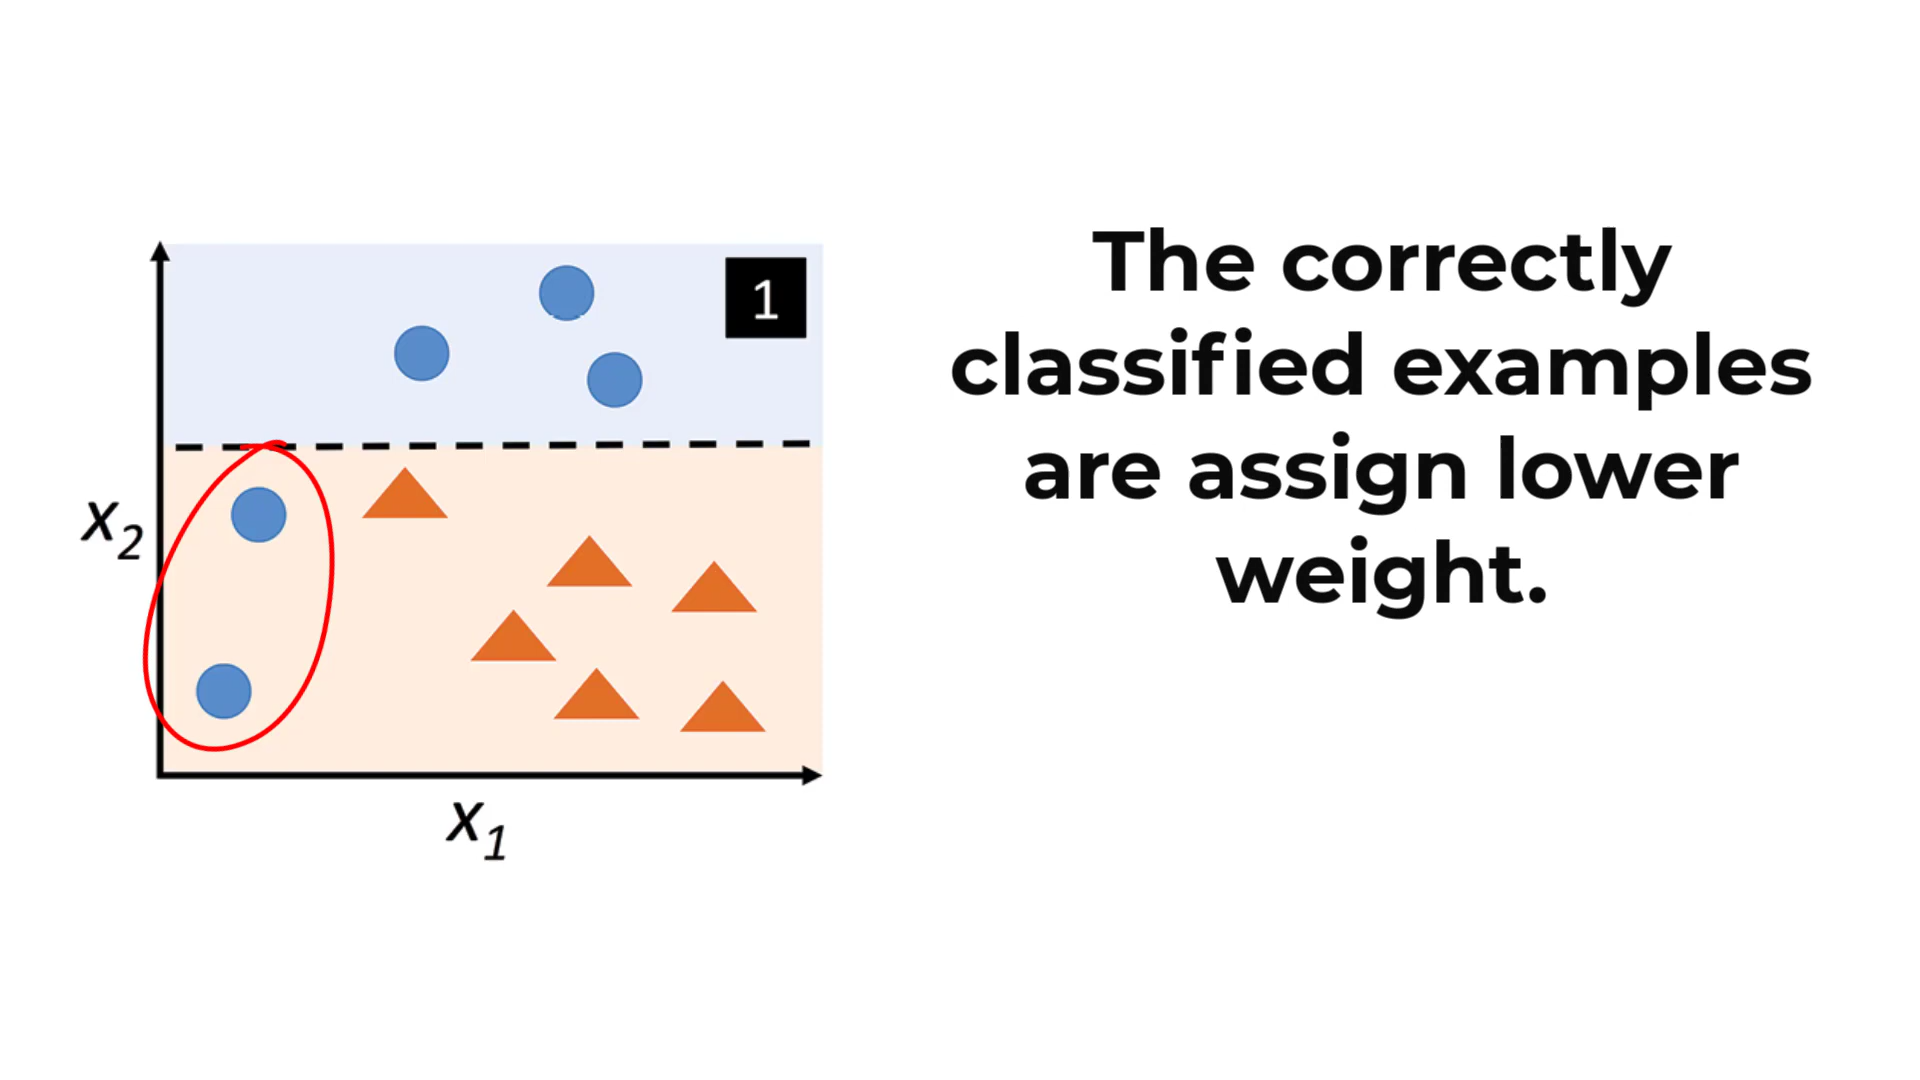 1
x2
x1
The correctly
classified examples
are assign lower
weight.